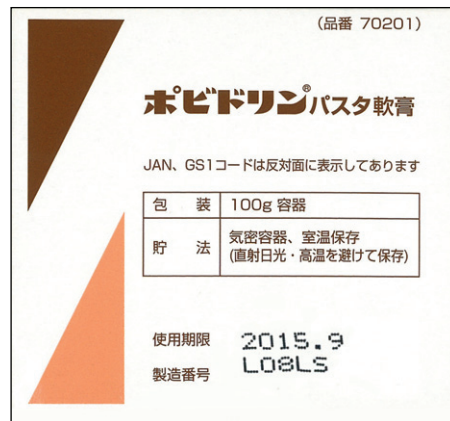 (品番 70201)
ポビドリン®パスタ軟膏
JAN、GS1コードは反対面に表示してあります
包 装 100g 容器
貯 法 気密容器、室温保存
(直射日光・高温を避けて保存)
使用期限 2015.9
製造番号 L08LS